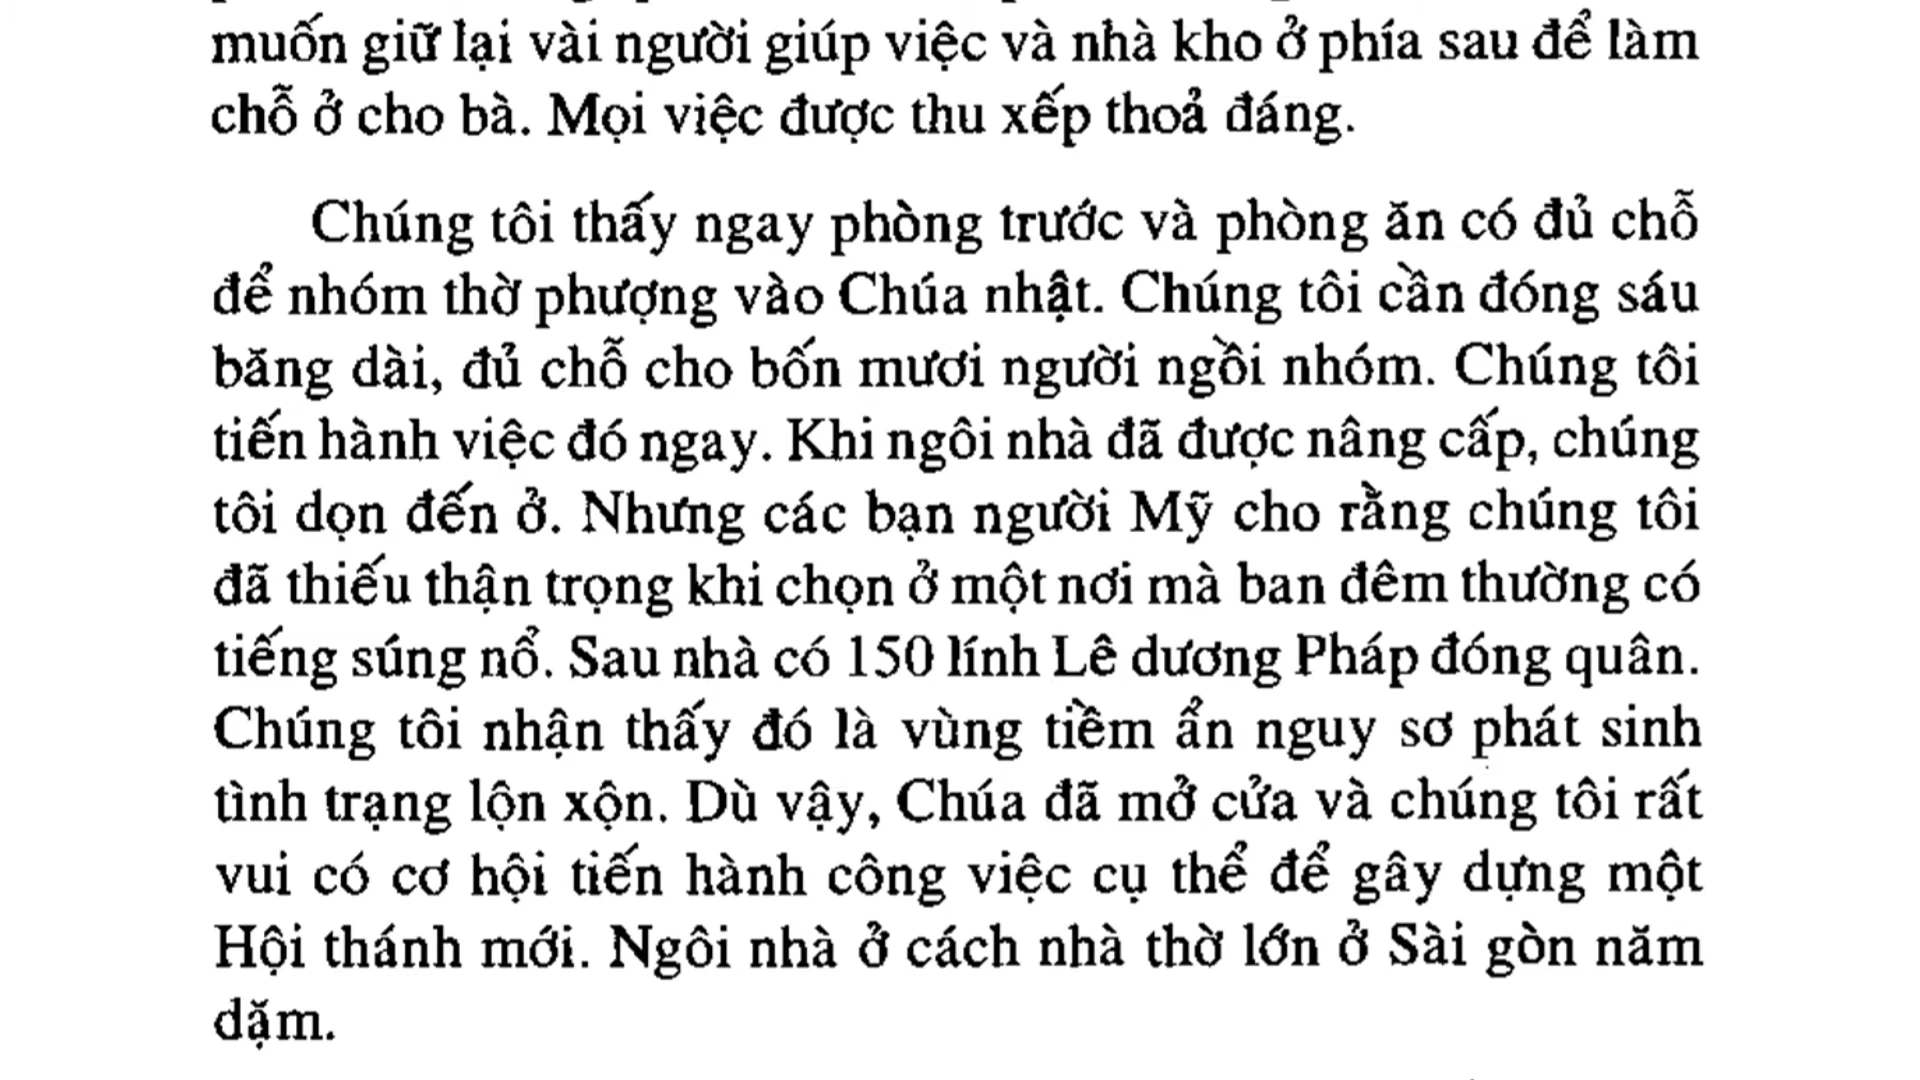 muốn giữ lại vài người giúp việc và nhà kho ở phía sau để làm
chỗ ở cho bà. Mọi việc được thu xếp thoả đáng.
Chúng tôi thấy ngay phòng trước và phòng ăn có đủ chỗ
để nhóm thờ phượng vào Chúa nhật. Chúng tôi cần đóng sáu
băng dài, đủ chỗ cho bốn mươi người ngồi nhóm. Chúng tôi
tiến hành việc đó ngay. Khi ngôi nhà đã được nâng cấp, chúng
tôi dọn đến ở. Nhưng các bạn người Mỹ cho rằng chúng tôi
đã thiếu thận trọng khi chọn ở một nơi mà ban đêm thường có
tiếng súng nổ. Sau nhà có 150 lính Lê dương Pháp đóng quân.
Chúng tôi nhận thấy đó là vùng tiềm ẩn nguy sơ phát sinh
tình trạng lộn xộn. Dù vậy, Chúa đã mở cửa và chúng tôi rất
vui có cơ hội tiến hành công việc cụ thể để gây dựng một
Hội thánh mới. Ngôi nhà ở cách nhà thờ lớn ở Sài gòn năm
dặm.